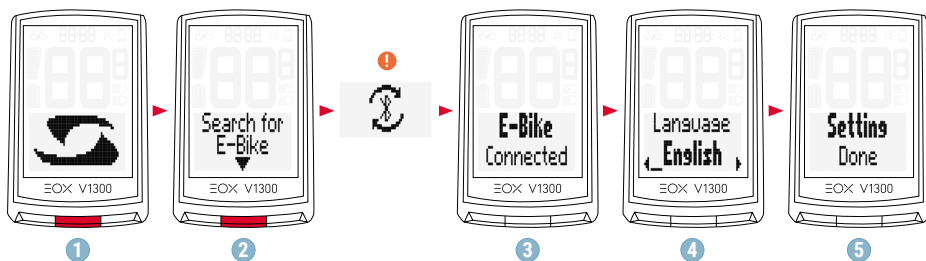 !
Search for
E-Bike
E-Bike
Connected
Language
English
Setting
Done
EOX V1300
EOX V1300
EOX V1300
EOX V1300
EOX V1300
1
2
3
4
5